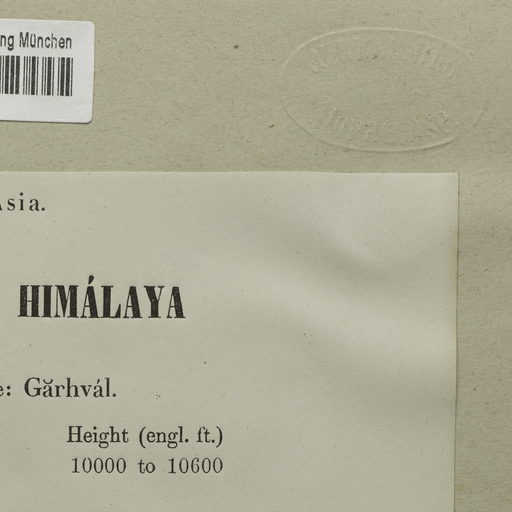 ng München
Asia.
HIMÁLAYA
e: Gărhvál.
Height (engl. ft.)
10000 to 10600